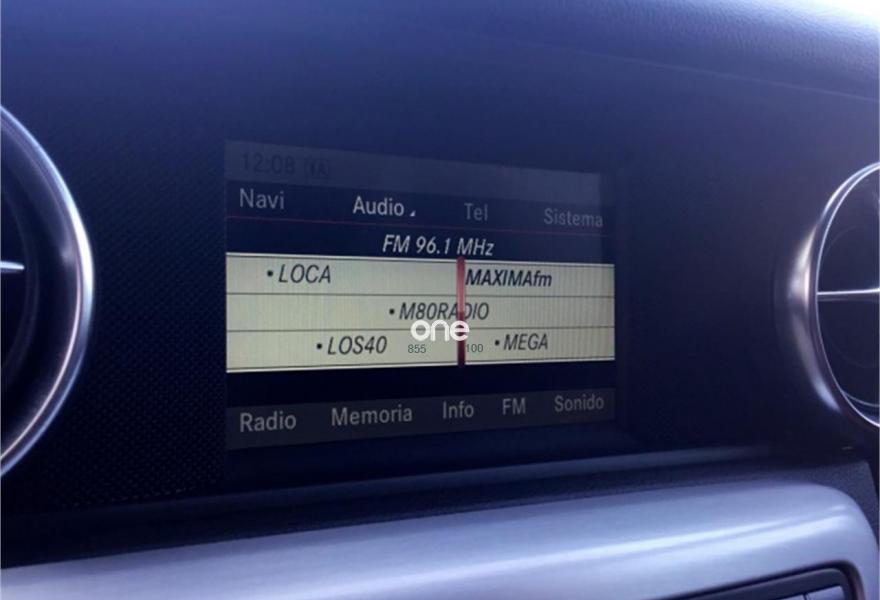 12:08 TA
Navi Audio Tel Sistema
FM 96.1 MHz
• LOCA MAXIMAfm
• M80RADIO
one
• LOS40 855 100 • MEGA
Radio Memoria Info FM Sonido